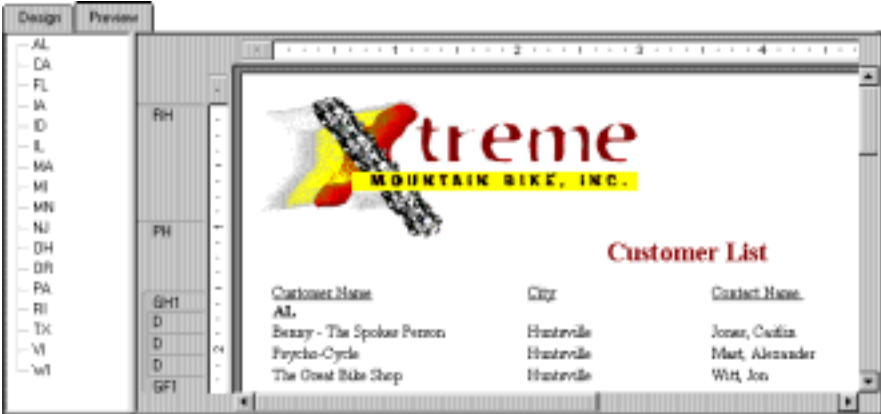 Design Preview
AL
CA
FL
IA
ID
IL
MA
MI
MN
NJ
OH
OR
PA
RI
TX
VI
WI
RH
PH
GH1
D
D
D
GF1
1 2 3 4
1
2
Xtreme
MOUNTAIN BIKE, INC.
Customer List
Customer Name City Contact Name
AL
Benny - The Spokes Person Huntsville Jones, Caitlin
Psycho-Cycle Huntsville Mast, Alexander
The Great Bike Shop Huntsville Witt, Jon